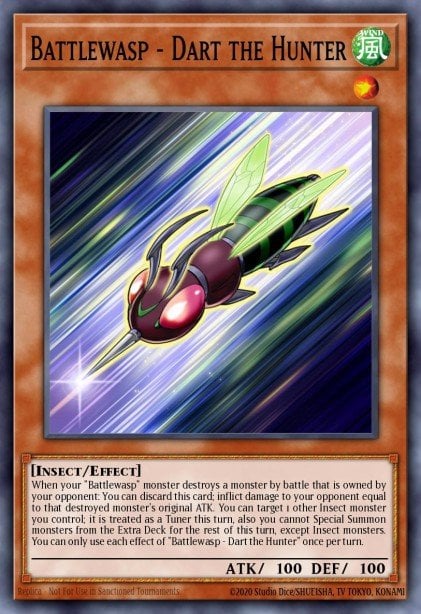 BATTLEWASP - DART THE HUNTER
WIND
風
[INSECT/EFFECT]
When your "Battlewasp" monster destroys a monster by battle that is owned by
your opponent: You can discard this card; inflict damage to your opponent equal
to that destroyed monster's original ATK. You can target 1 other Insect monster
you control; it is treated as a Tuner this turn, also you cannot Special Summon
monsters from the Extra Deck for the rest of this turn, except Insect monsters.
You can only use each effect of "Battlewasp - Dart the Hunter" once per turn.
ATK/ 100 DEF/ 100
Replica - Not For Use in Sanctioned Tournaments
©2020 Studio Dice/SHUEISHA, TV TOKYO, KONAMI